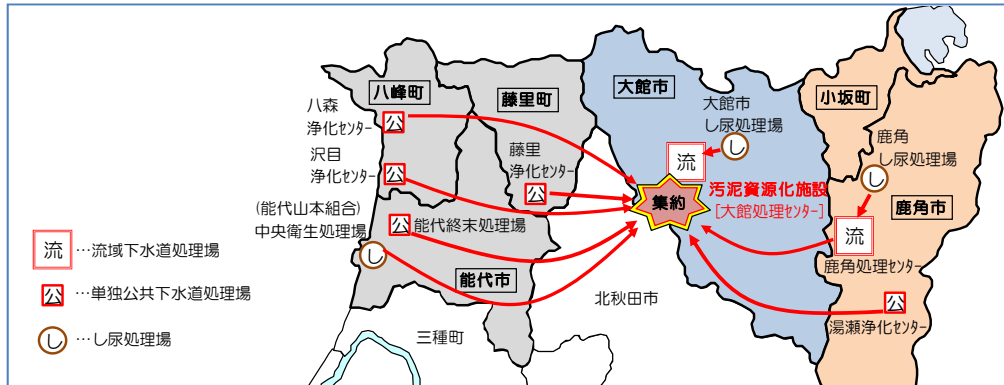 八峰町
藤里町
大館市
小坂町
八森
浄化ｾﾝﾀｰ
公
沢目
浄化ｾﾝﾀｰ
公
藤里
浄化ｾﾝﾀｰ
公
大館市
し尿処理場
し
流
集約
汚泥資源化施設
[大館処理センター]
鹿角
し尿処理場
し
鹿角市
流
鹿角処理センター
(能代山本組合)
中央衛生処理場
し
公
能代終末処理場
能代市
北秋田市
三種町
公
湯瀬浄化センター
流
…流域下水道処理場
公
…単独公共下水道処理場
し
…し尿処理場